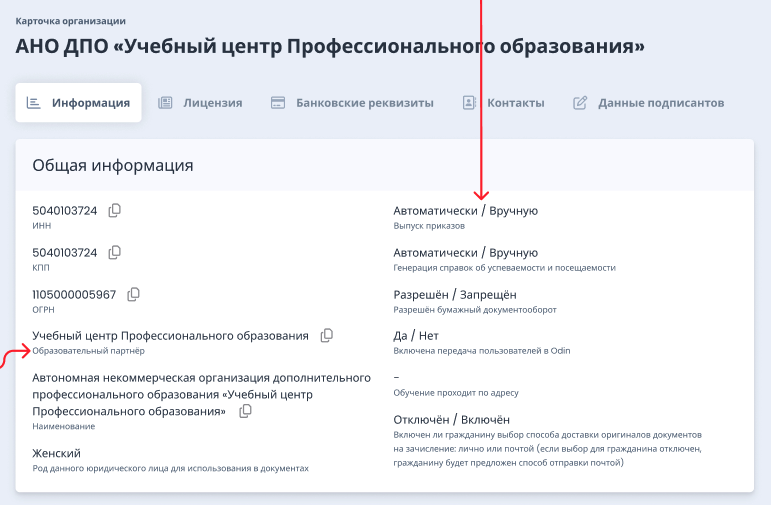 Карточка организации
АНО ДПО «Учебный центр Профессионального образования»
Информация
Лицензия
Банковские реквизиты
Контакты
Данные подписантов
Общая информация
5040103724
ИНН
5040103724
КПП
1105000005967
ОГРН
Учебный центр Профессионального образования
Образовательный партнёр
Автономная некоммерческая организация дополнительного
профессионального образования «Учебный центр
Профессионального образования»
Наименование
Женский
Род данного юридического лица для использования в документах
Автоматически / Вручную
Выпуск приказов
Автоматически / Вручную
Генерация справок об успеваемости и посещаемости
Разрешён / Запрещён
Разрешён бумажный документооборот
Да / Нет
Включена передача пользователей в Odin
–
Обучение проходит по адресу
Отключён / Включён
Включен ли гражданину выбор способа доставки оригиналов документов
на зачисление: лично или почтой (если выбор для гражданина отключен,
гражданину будет предложен способ отправки почтой)